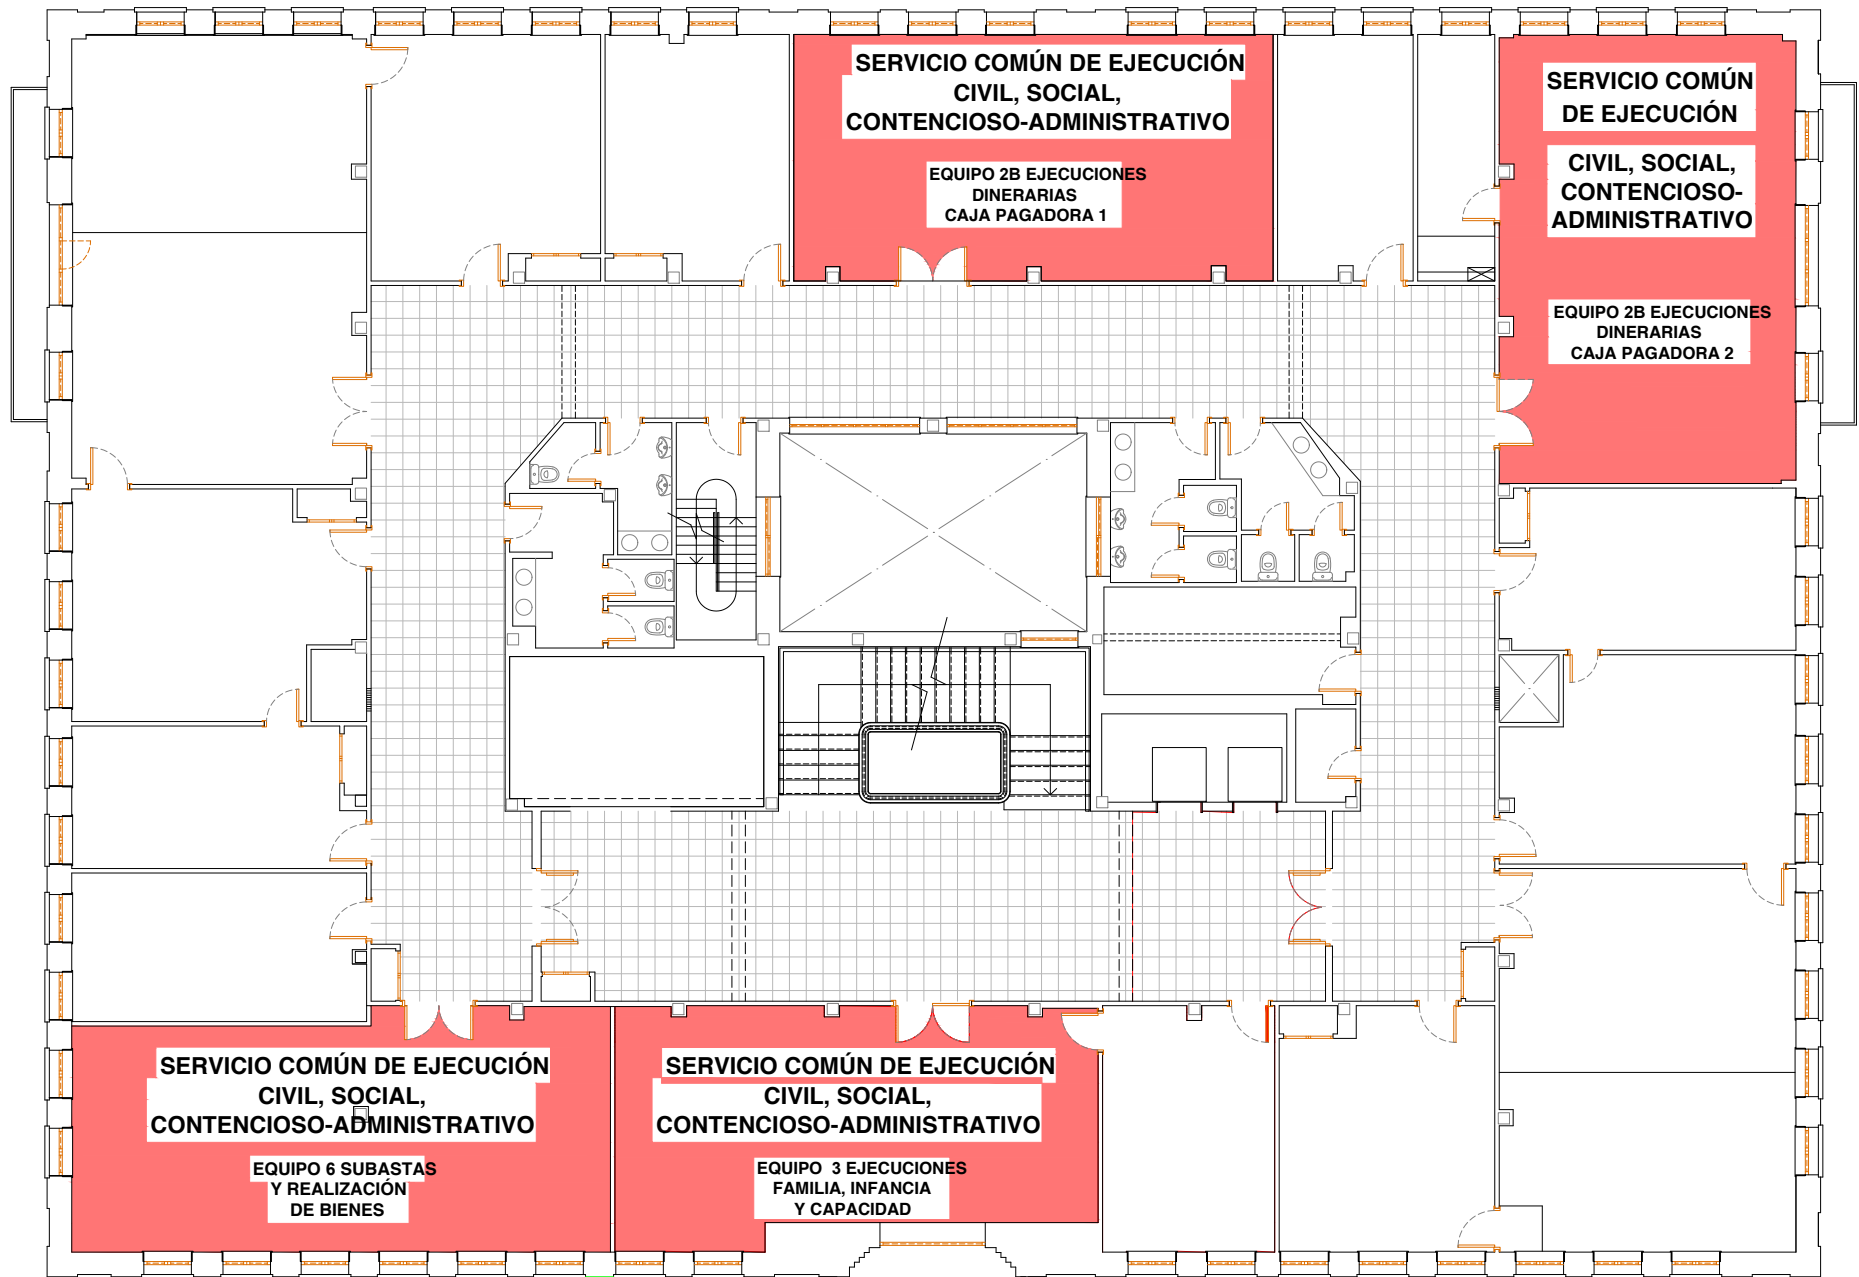 SERVICIO COMÚN DE EJECUCIÓN
CIVIL, SOCIAL,
CONTENCIOSO-ADMINISTRATIVO
EQUIPO 2B EJECUCIONES
DINERARIAS
CAJA PAGADORA 1
SERVICIO COMÚN
DE EJECUCIÓN
CIVIL, SOCIAL,
CONTENCIOSO-
ADMINISTRATIVO
EQUIPO 2B EJECUCIONES
DINERARIAS
CAJA PAGADORA 2
SERVICIO COMÚN DE EJECUCIÓN
CIVIL, SOCIAL,
CONTENCIOSO-ADMINISTRATIVO
EQUIPO 6 SUBASTAS
Y REALIZACIÓN
DE BIENES
SERVICIO COMÚN DE EJECUCIÓN
CIVIL, SOCIAL,
CONTENCIOSO-ADMINISTRATIVO
EQUIPO 3 EJECUCIONES
FAMILIA, INFANCIA
Y CAPACIDAD